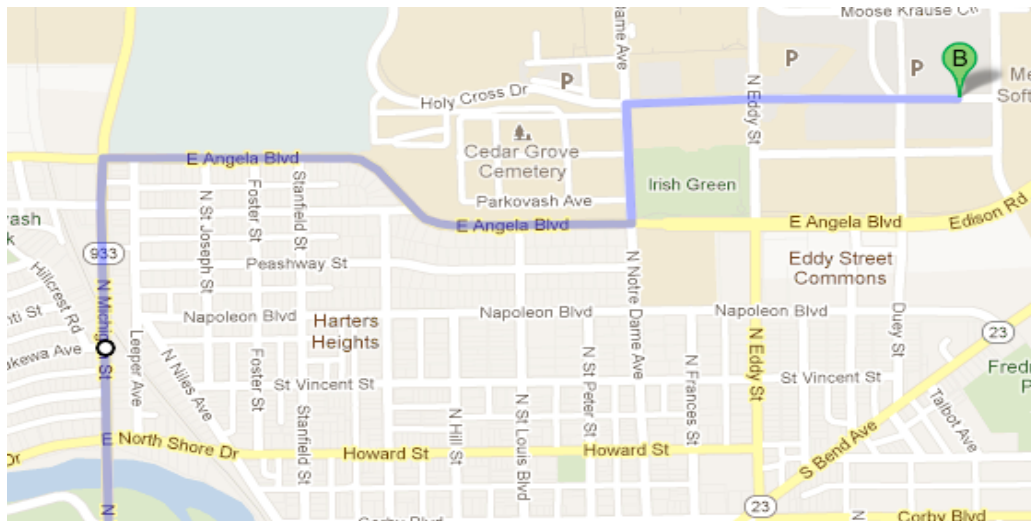 Moose Krause Cir
P
P
P
B
Holy Cross Dr
N Eddy St
Cedar Grove
Cemetery
E Angela Blvd
Parkovash Ave
Irish Green
E Angela Blvd
E Angela Blvd
Edison Rd
N St Joseph St
Foster St
Stanfield St
933
Peashway St
Eddy Street
Commons
Hillcrest Rd
N Michigan St
Napoleon Blvd
Harters
Heights
Napoleon Blvd
Napoleon Blvd
N Notre Dame Ave
Duey St
23
Leeper Ave
N Niles Ave
Foster St
Stanfield St
St Vincent St
N St Peter St
N Frances St
N Eddy St
St Vincent St
Talbot Ave
S Bend Ave
E North Shore Dr
Howard St
Howard St
N Hill St
N St Louis Blvd
Dr
23
Corby Blvd
N
N
N